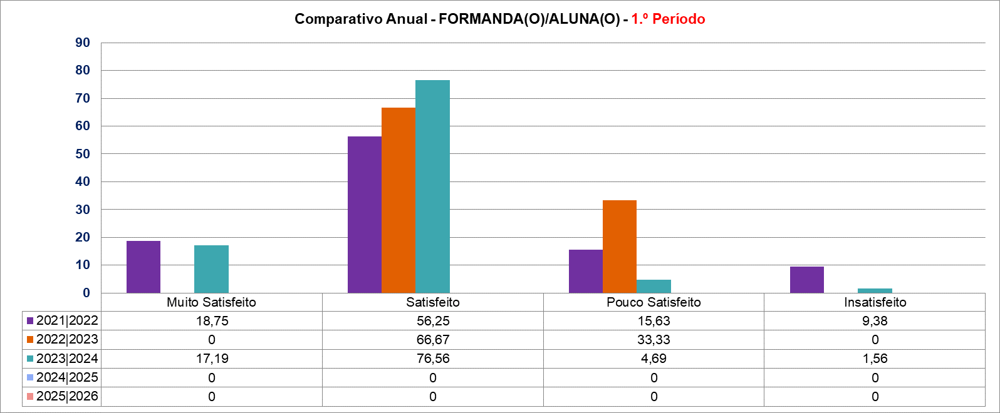 Comparativo Anual - FORMANDA(O)/ALUNA(O) - 1.º Período
90
80
70
60
50
40
30
20
10
0
Muito Satisfeito Satisfeito Pouco Satisfeito Insatisfeito
2021|2022 18,75 56,25 15,63 9,38
2022|2023 0 66,67 33,33 0
2023|2024 17,19 76,56 4,69 1,56
2024|2025 0 0 0 0
2025|2026 0 0 0 0